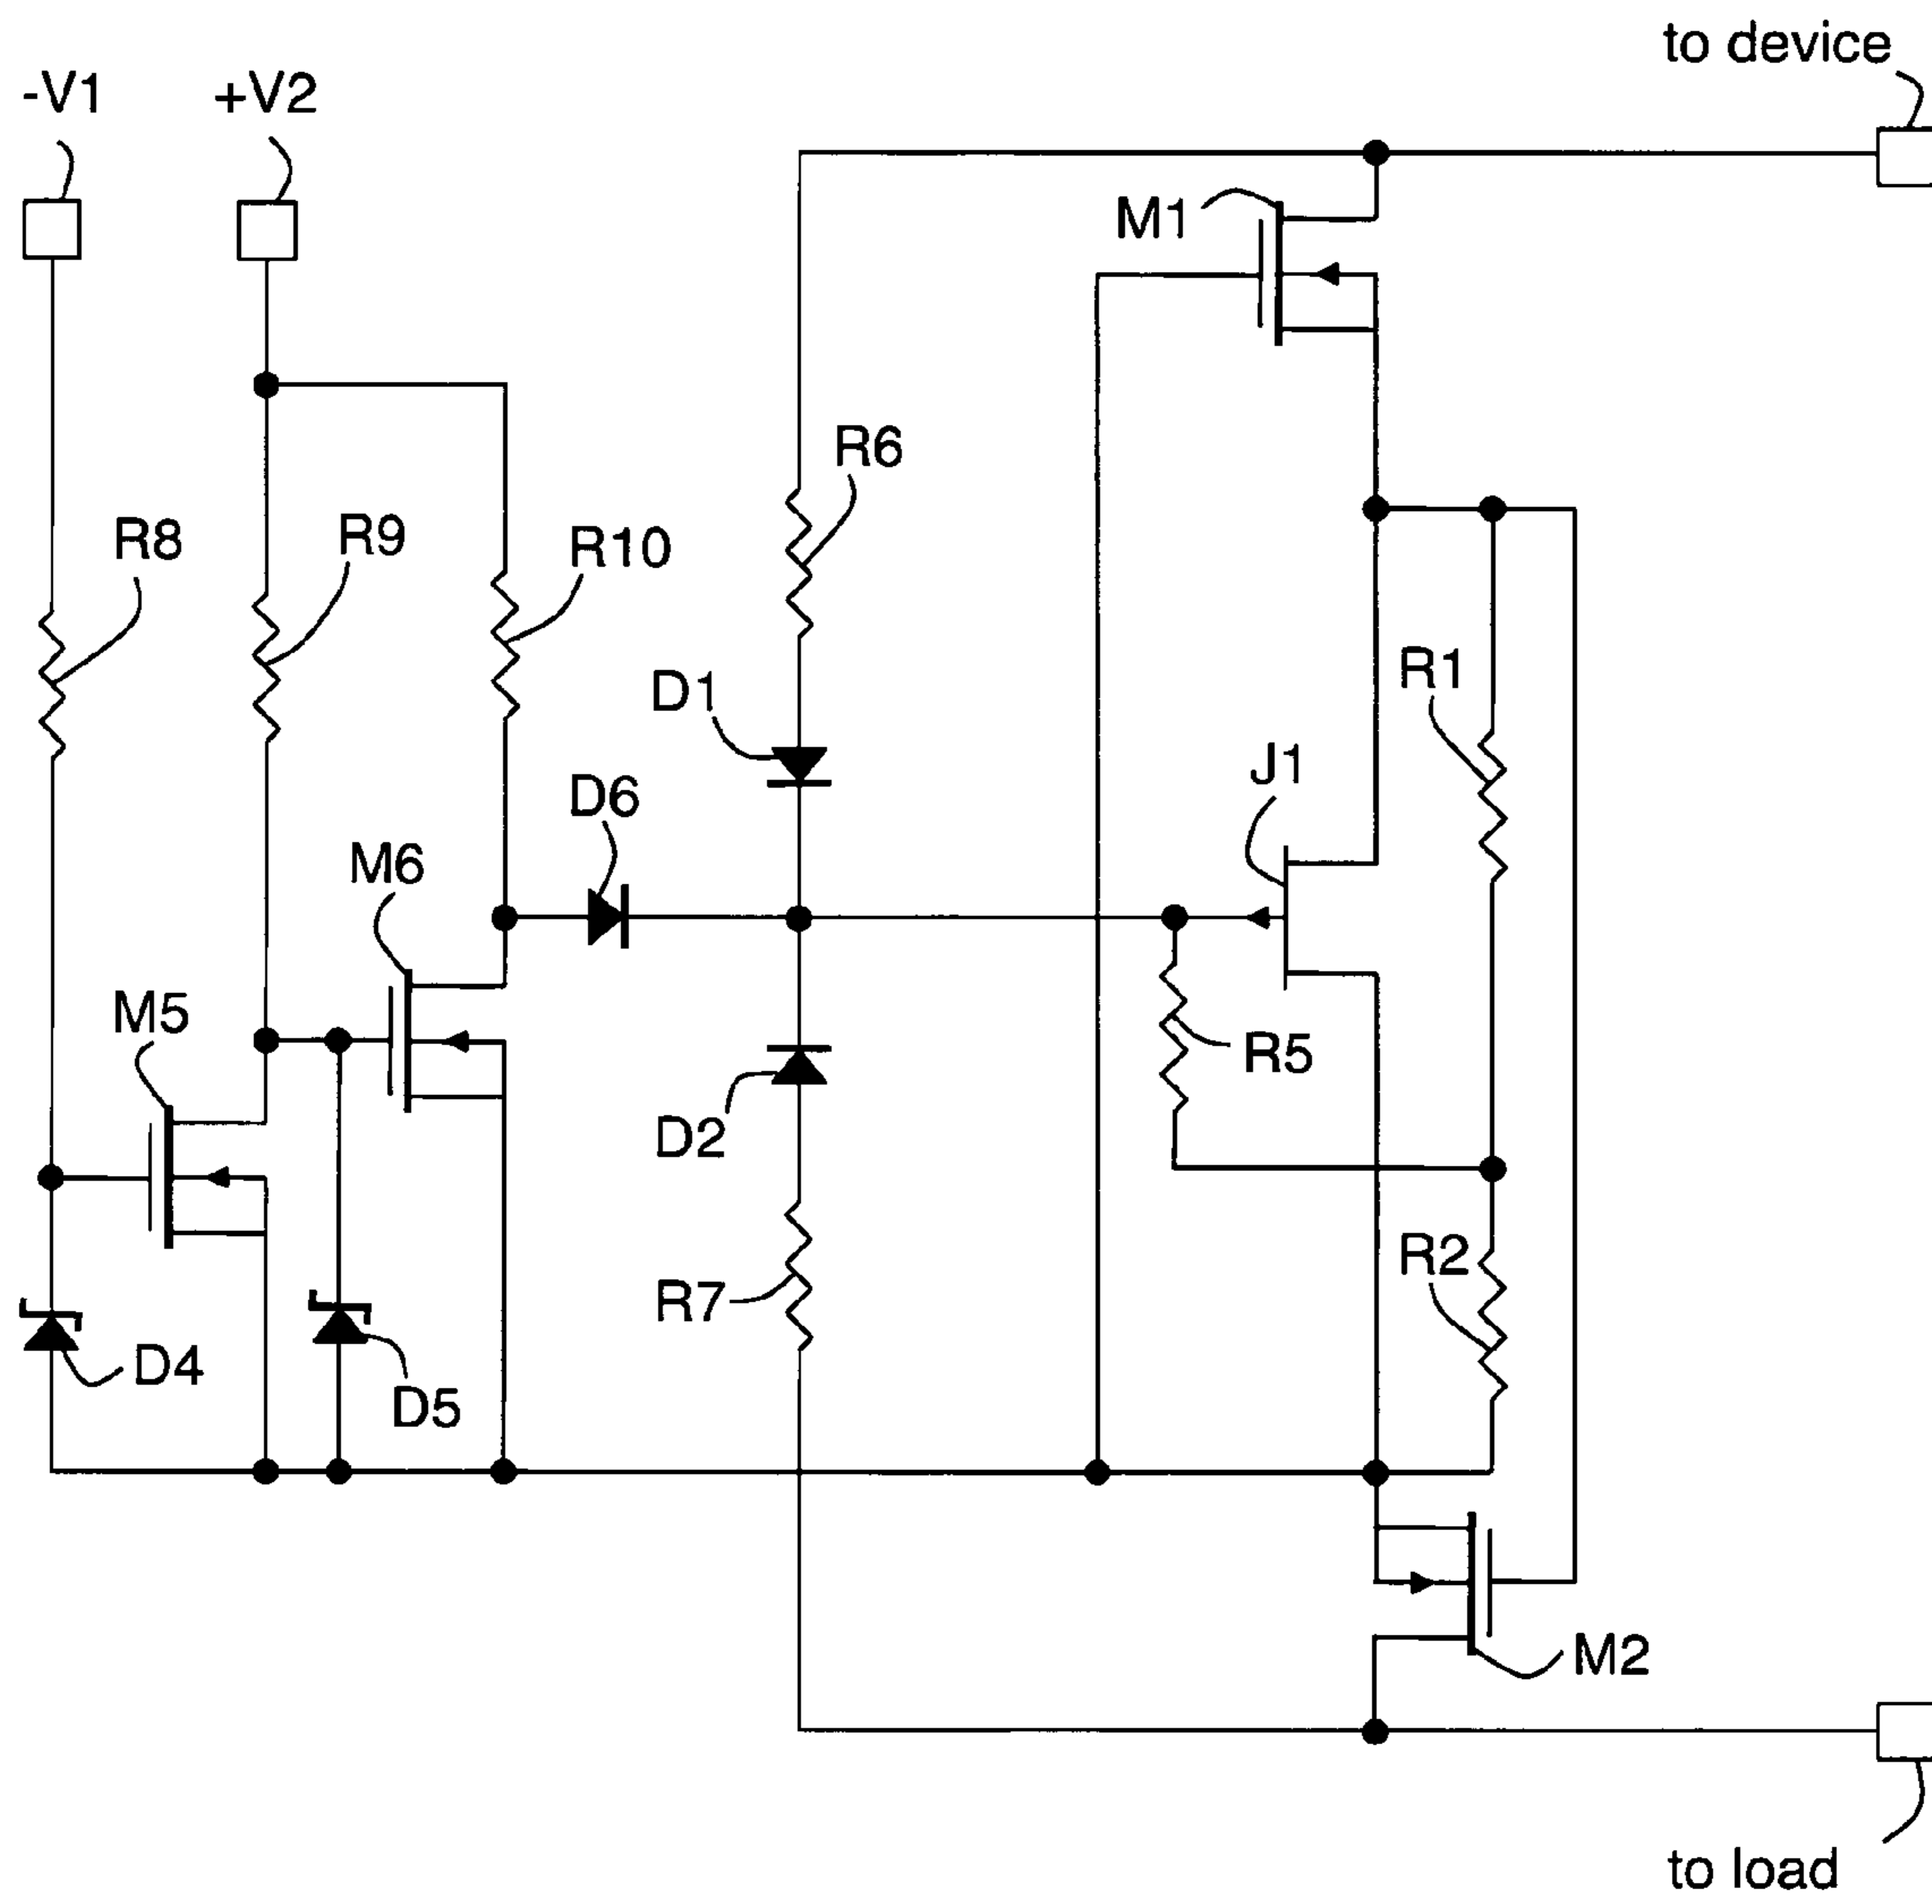 to device
-V1
+V2
M1
R6
R8
R9
R10
R1
D1
J1
D6
M6
M5
R5
D2
R2
R7
D4
D5
M2
to load